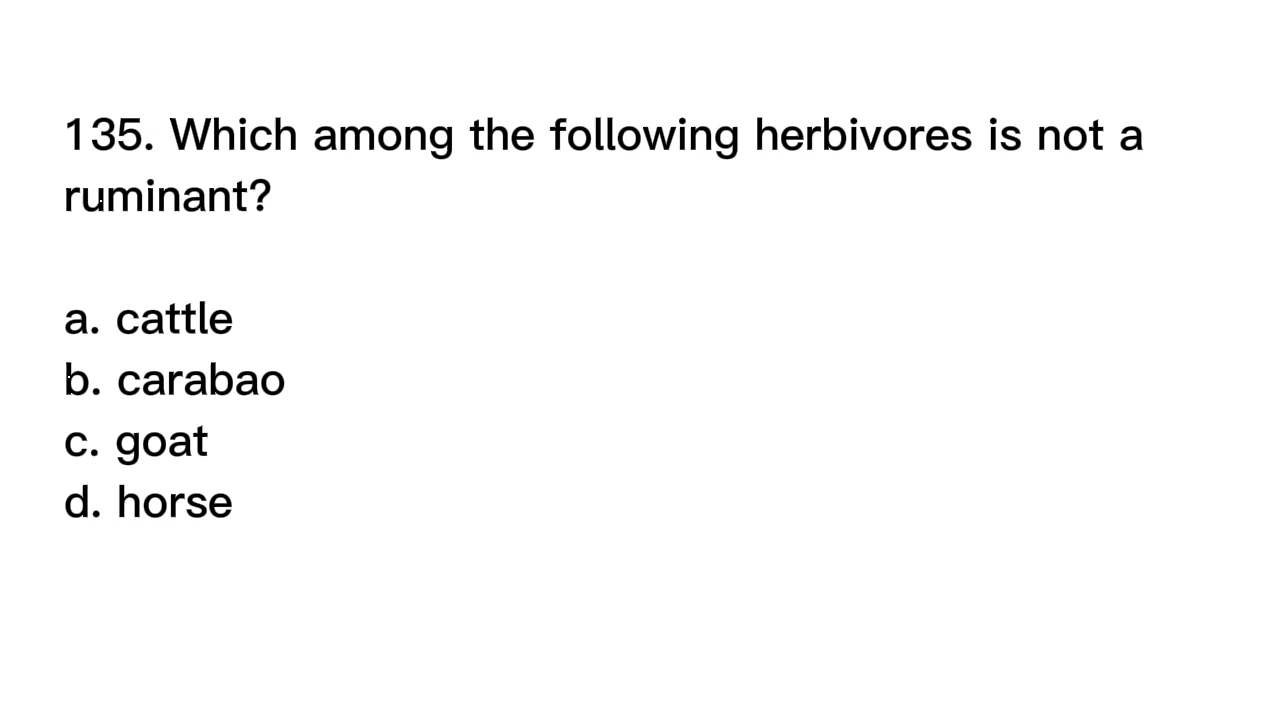 135. Which among the following herbivores is not a
ruminant?
a. cattle
b. carabao
c. goat
d. horse